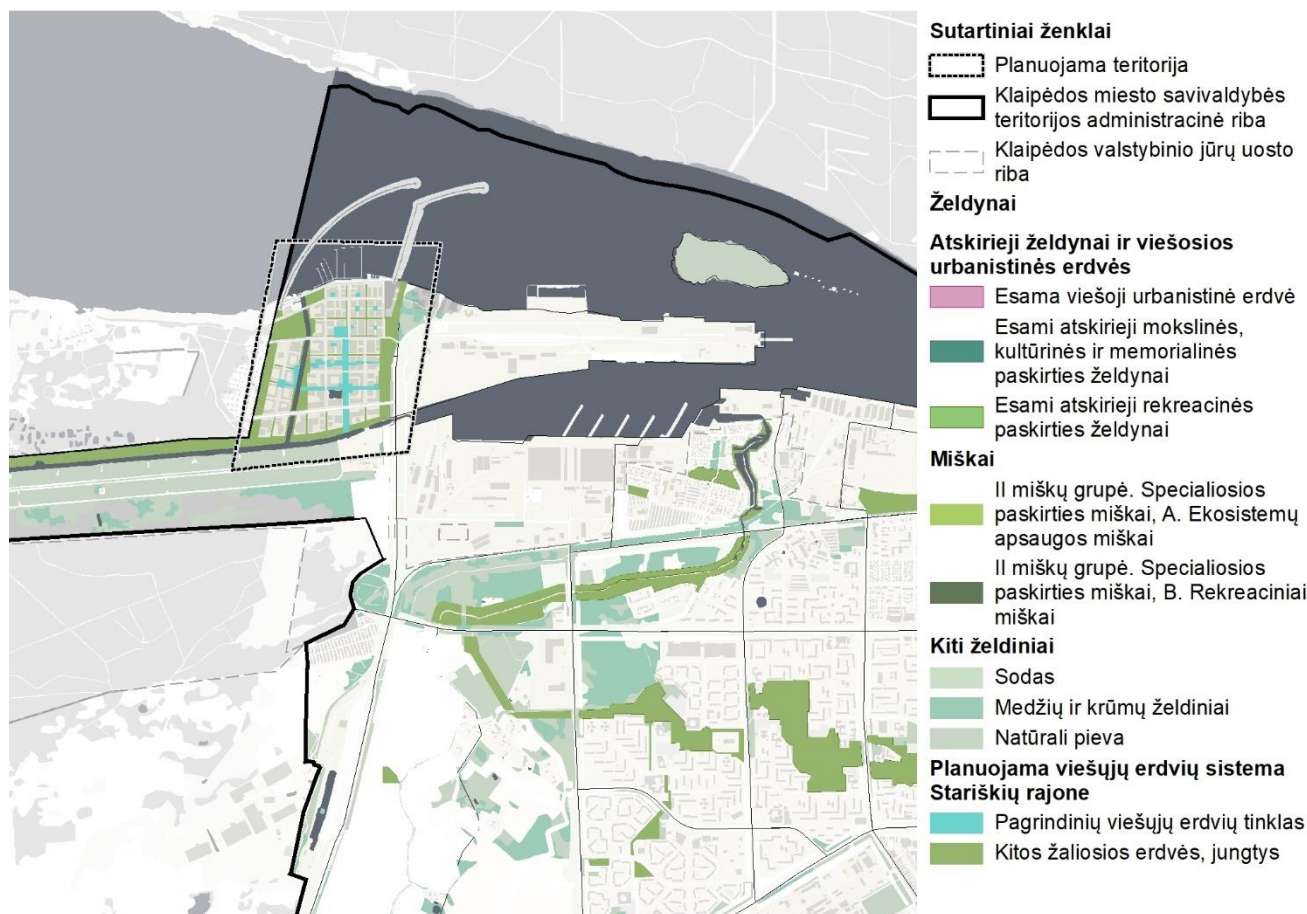 Sutartiniai ženklai
Planuojama teritorija
Klaipėdos miesto savivaldybės
teritorijos administracinė riba
Klaipėdos valstybinio jūrų uosto
riba
Želdynai
Atskirieji želdynai ir viešosios
urbanistinės erdvės
Esama viešoji urbanistinė erdvė
Esami atskirieji mokslinės,
kultūrinės ir memorialinės
paskirties želdynai
Esami atskirieji rekreacinės
paskirties želdynai
Miškai
II miškų grupė. Specialiosios
paskirties miškai, A. Ekosistemų
apsaugos miškai
II miškų grupė. Specialiosios
paskirties miškai, B. Rekreaciniai
miškai
Kiti želdiniai
Sodas
Medžių ir krūmų želdiniai
Natūrali pieva
Planuojama viešųjų erdvių sistema
Stariškių rajone
Pagrindinių viešųjų erdvių tinklas
Kitos žaliosios erdvės, jungtys